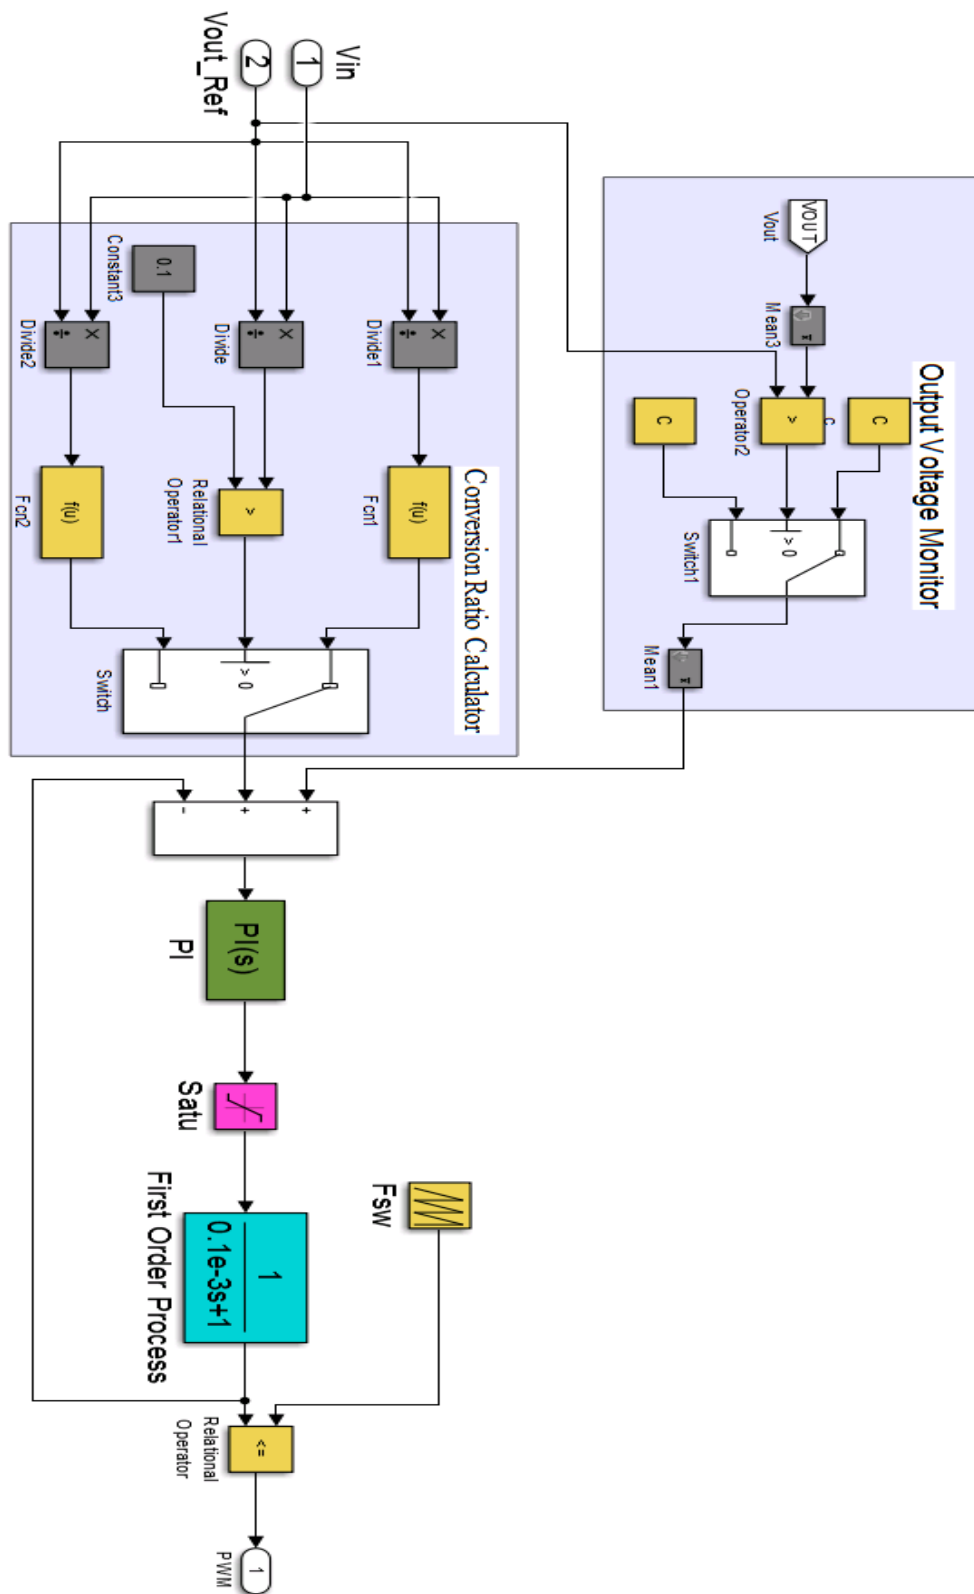 Output Voltage Monitor
VOUT
Vout
x
Mean3
C
>
c
Operator2
C
> 0
Switch1
x
Mean1
Vin
1
2
Vout_Ref
Conversion Ratio Calculator
X
÷
Divide1
f(u)
Fcn1
X
÷
Divide
0.1
Constant3
>
Relational
Operator1
X
÷
Divide2
f(u)
Fcn2
> 0
Switch
+
+
-
PI(s)
PI
Satu
1
0.1e-3s+1
First Order Process
Fsw
<=
Relational
Operator
1
PWM